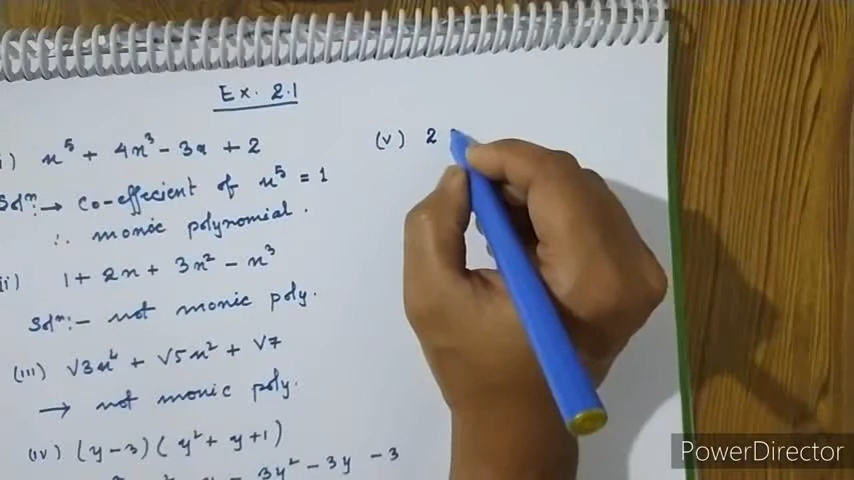 Ex. 2.1
i) x⁵ + 4x³ - 3x + 2
Solⁿ:→ Co-effecient of x⁵ = 1
∴ monic polynomial.
ii) 1 + 2x + 3x² - x³
Solⁿ:- not monic poly.
(iii) √3x⁴ + √5x² + √7
→ not monic poly.
(iv) (y-3)(y²+y+1)
- 3y² - 3y - 3
(v) 2
PowerDirector